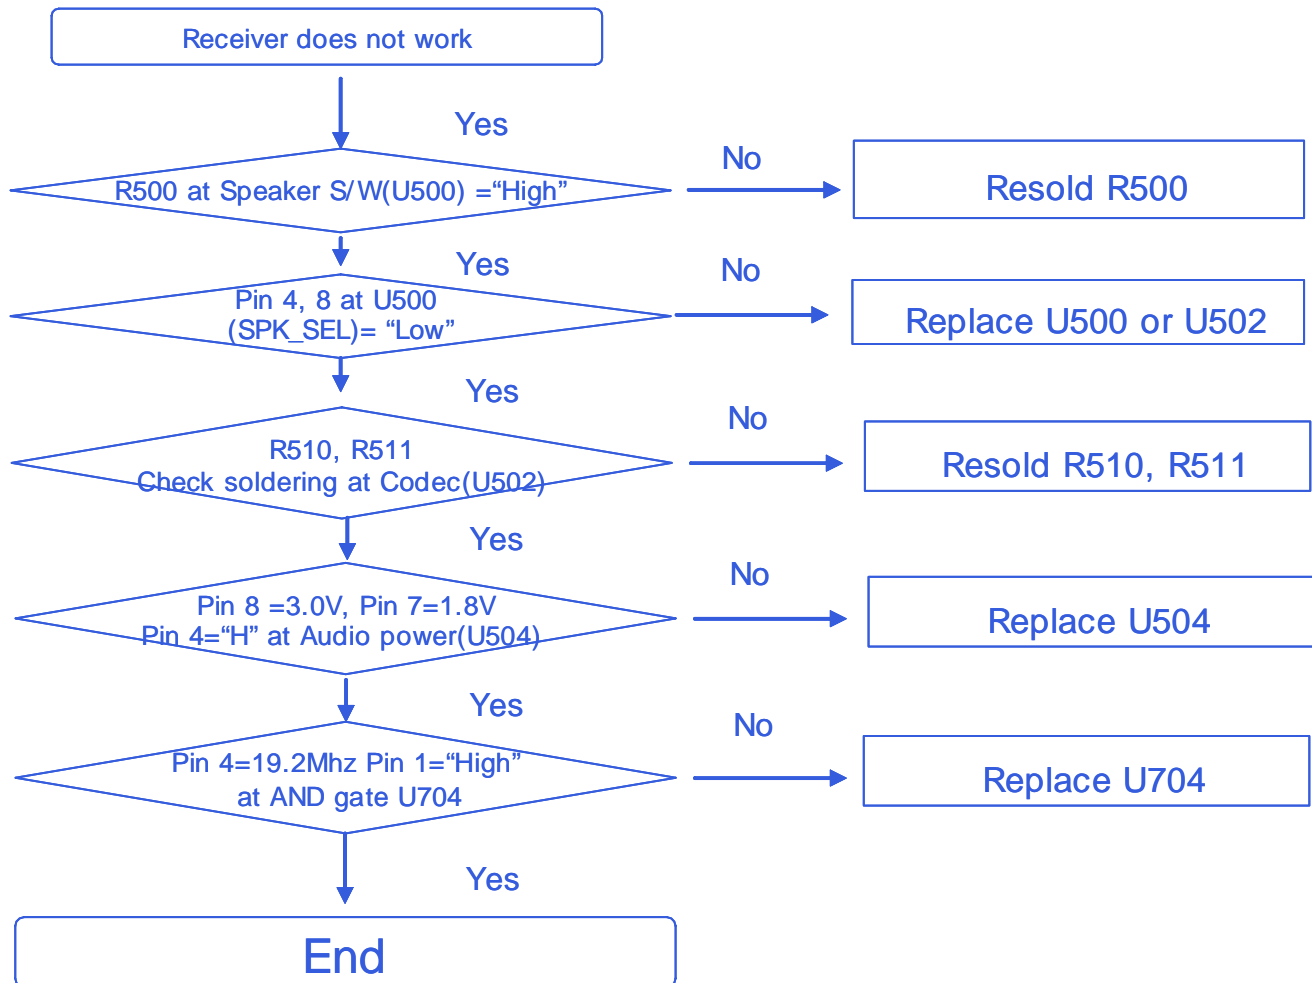 Receiver does not work
Yes
R500 at Speaker S/W(U500) =“High”
No
Resold R500
Yes
Pin 4, 8 at U500
(SPK_SEL)= “Low”
No
Replace U500 or U502
Yes
R510, R511
Check soldering at Codec(U502)
No
Resold R510, R511
Yes
Pin 8 =3.0V, Pin 7=1.8V
Pin 4=“H” at Audio power(U504)
No
Replace U504
Yes
Pin 4=19.2Mhz Pin 1=“High”
at AND gate U704
No
Replace U704
Yes
End